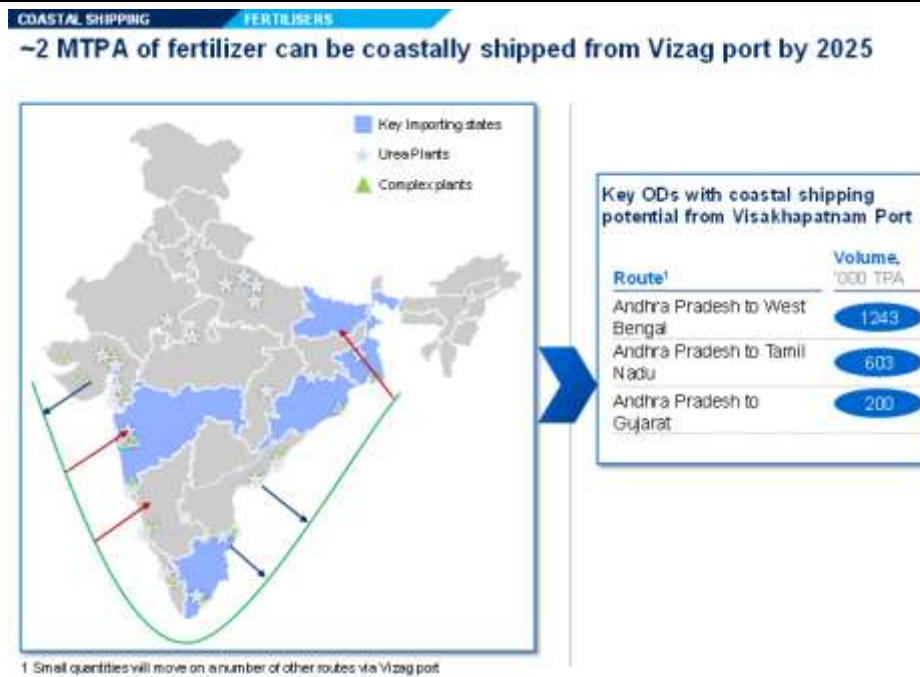 COASTAL SHIPPING
FERTILISERS
~2 MTPA of fertilizer can be coastally shipped from Vizag port by 2025
Key Importing states
Urea Plants
Complex plants
Key ODs with coastal shipping
potential from Visakhapatnam Port
Route¹
Volume,
'000 TPA
Andhra Pradesh to West
Bengal
1243
Andhra Pradesh to Tamil
Nadu
603
Andhra Pradesh to
Gujarat
200
1 Small quantities will move on a number of other routes via Vizag port